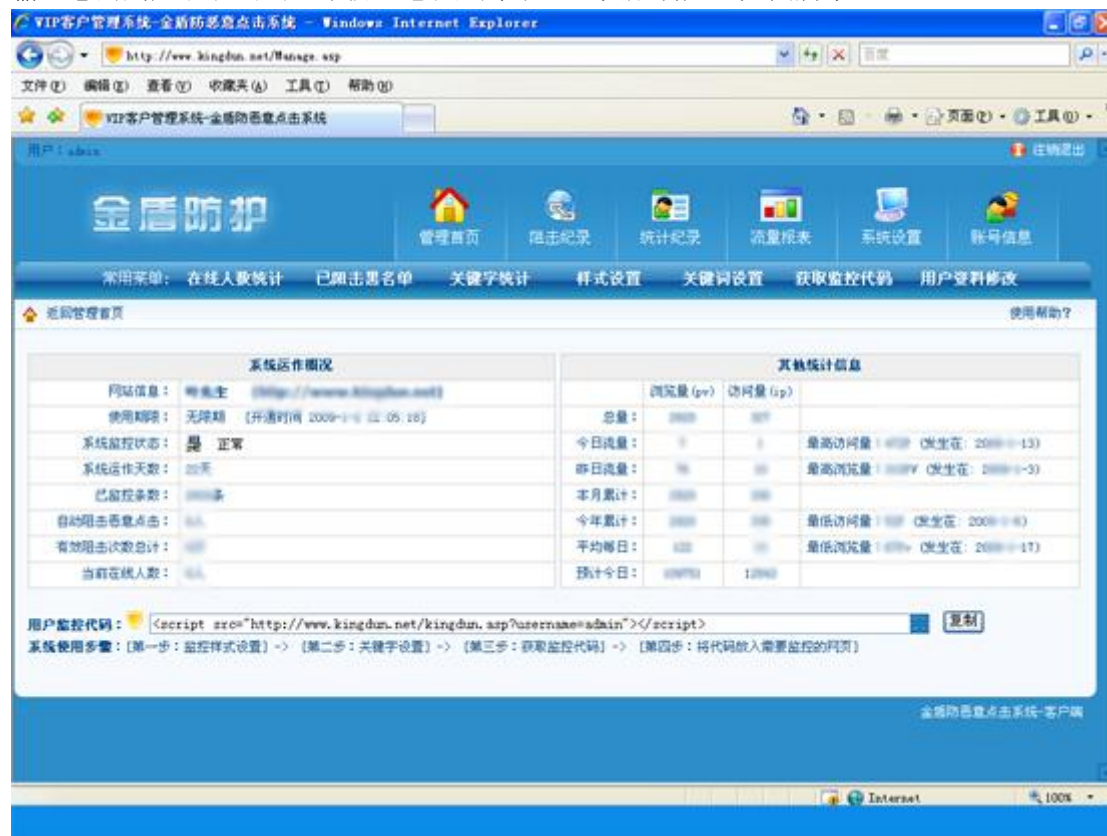 VIP客户管理系统-金盾防恶意点击系统 - Windows Internet Explorer
http://www.kingdun.net/Manage.asp 百度
文件(F) 编辑(E) 查看(V) 收藏夹(A) 工具(T) 帮助(H)
VIP客户管理系统-金盾防恶意点击系统 页面(P) 工具(O)
用户:admin 注销退出
金盾防护
管理首页 阻击纪录 统计纪录 流量报表 系统设置 账号信息
常用菜单: 在线人数统计 已阻击黑名单 关键字统计 样式设置 关键词设置 获取监控代码 用户资料修改
返回管理首页 使用帮助?
系统运作概况 其他统计信息
网站信息: 浏览量(pv) 访问量(ip)
使用期限: 无限期 [开通时间 总量:
系统监控状态: 是 正常 今日流量: 最高访问量 (发生在:
系统运作天数: 昨日流量: 最高浏览量 (发生在:
已监控条数: 条 本月累计:
自动阻击恶意点击: 今年累计: 最低访问量 (发生在:
有效阻击次数总计: 平均每日: 最低浏览量 (发生在:
当前在线人数: 预计今日:
用户监控代码: <script src="http://www.kingdun.net/kingdun.asp?username=admin"></script> 复制
系统使用步骤:[第一步:监控样式设置] -> [第二步:关键字设置] -> [第三步:获取监控代码] -> [第四步:将代码放入需要监控的网页]
金盾防恶意点击系统-客户端
Internet 100%